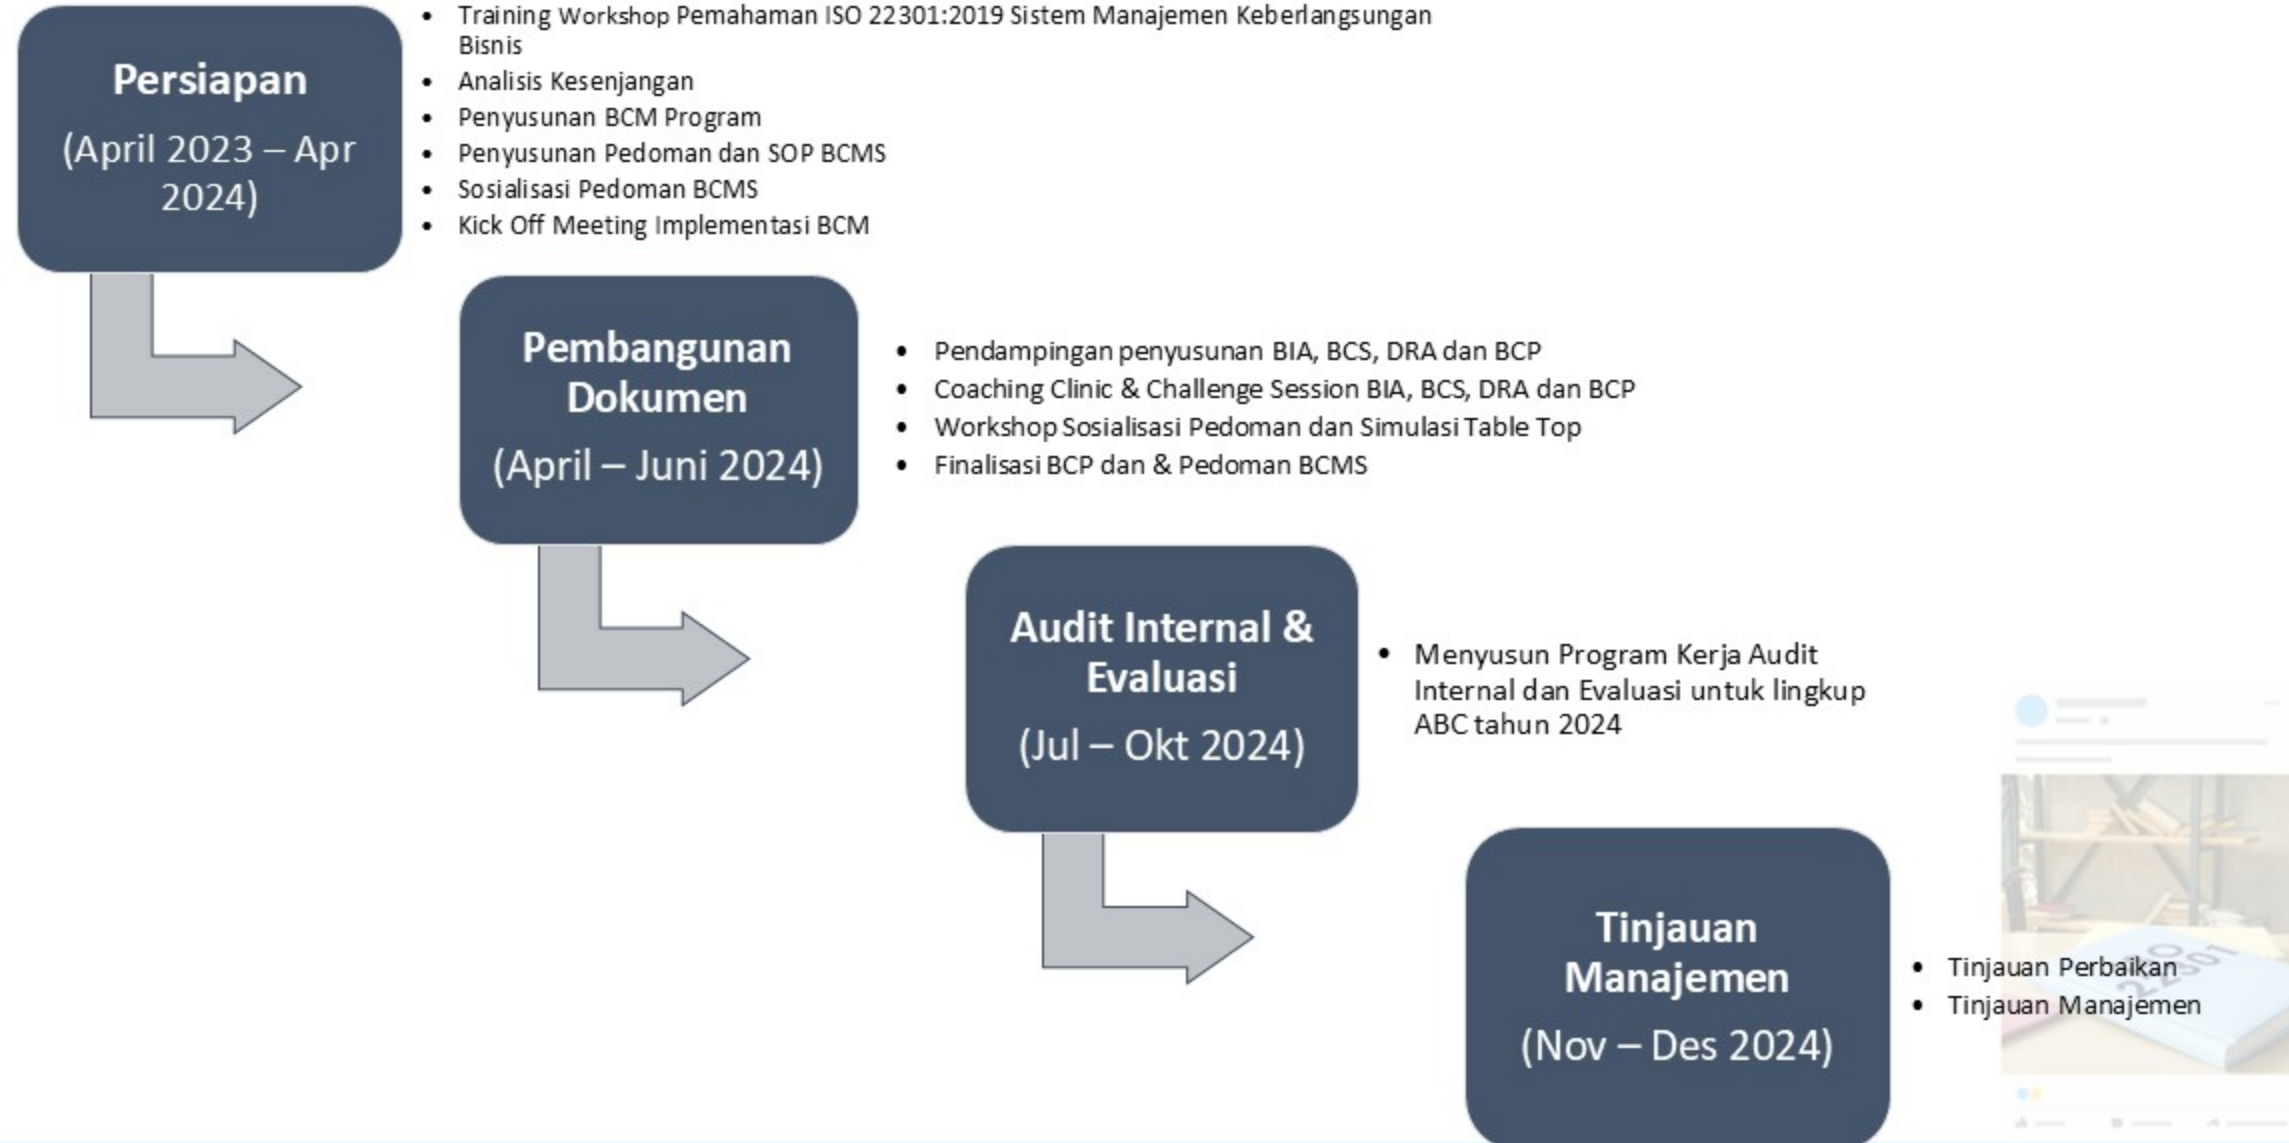 Persiapan
(April 2023 – Apr
2024)
• Training Workshop Pemahaman ISO 22301:2019 Sistem Manajemen Keberlangsungan
Bisnis
• Analisis Kesenjangan
• Penyusunan BCM Program
• Penyusunan Pedoman dan SOP BCMS
• Sosialisasi Pedoman BCMS
• Kick Off Meeting Implementasi BCM
Pembangunan
Dokumen
(April – Juni 2024)
• Pendampingan penyusunan BIA, BCS, DRA dan BCP
• Coaching Clinic & Challenge Session BIA, BCS, DRA dan BCP
• Workshop Sosialisasi Pedoman dan Simulasi Table Top
• Finalisasi BCP dan & Pedoman BCMS
Audit Internal &
Evaluasi
(Jul – Okt 2024)
• Menyusun Program Kerja Audit
Internal dan Evaluasi untuk lingkup
ABC tahun 2024
Tinjauan
Manajemen
(Nov – Des 2024)
• Tinjauan Perbaikan
• Tinjauan Manajemen
22301